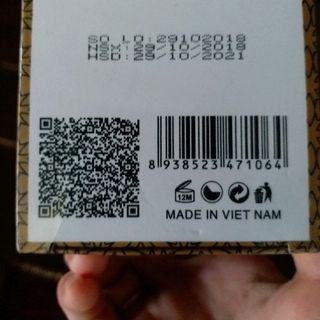 SO LO:29102018
NSX: 29/10/2018
HSD:29/10/2021
8 938523 471064
12M
MADE IN VIET NAM